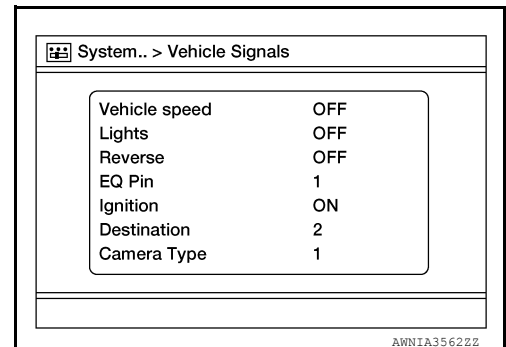 System.. > Vehicle Signals
Vehicle speed OFF
Lights OFF
Reverse OFF
EQ Pin 1
Ignition ON
Destination 2
Camera Type 1
AWNIA3562ZZ